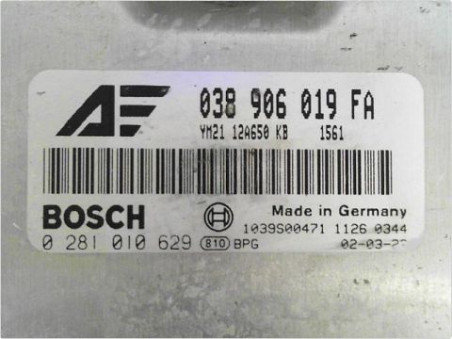 038 906 019 FA
YM21 12A650 KB 1561
BOSCH
Made in Germany
1039S00471 1126 0344
0 281 010 629 810 BPG